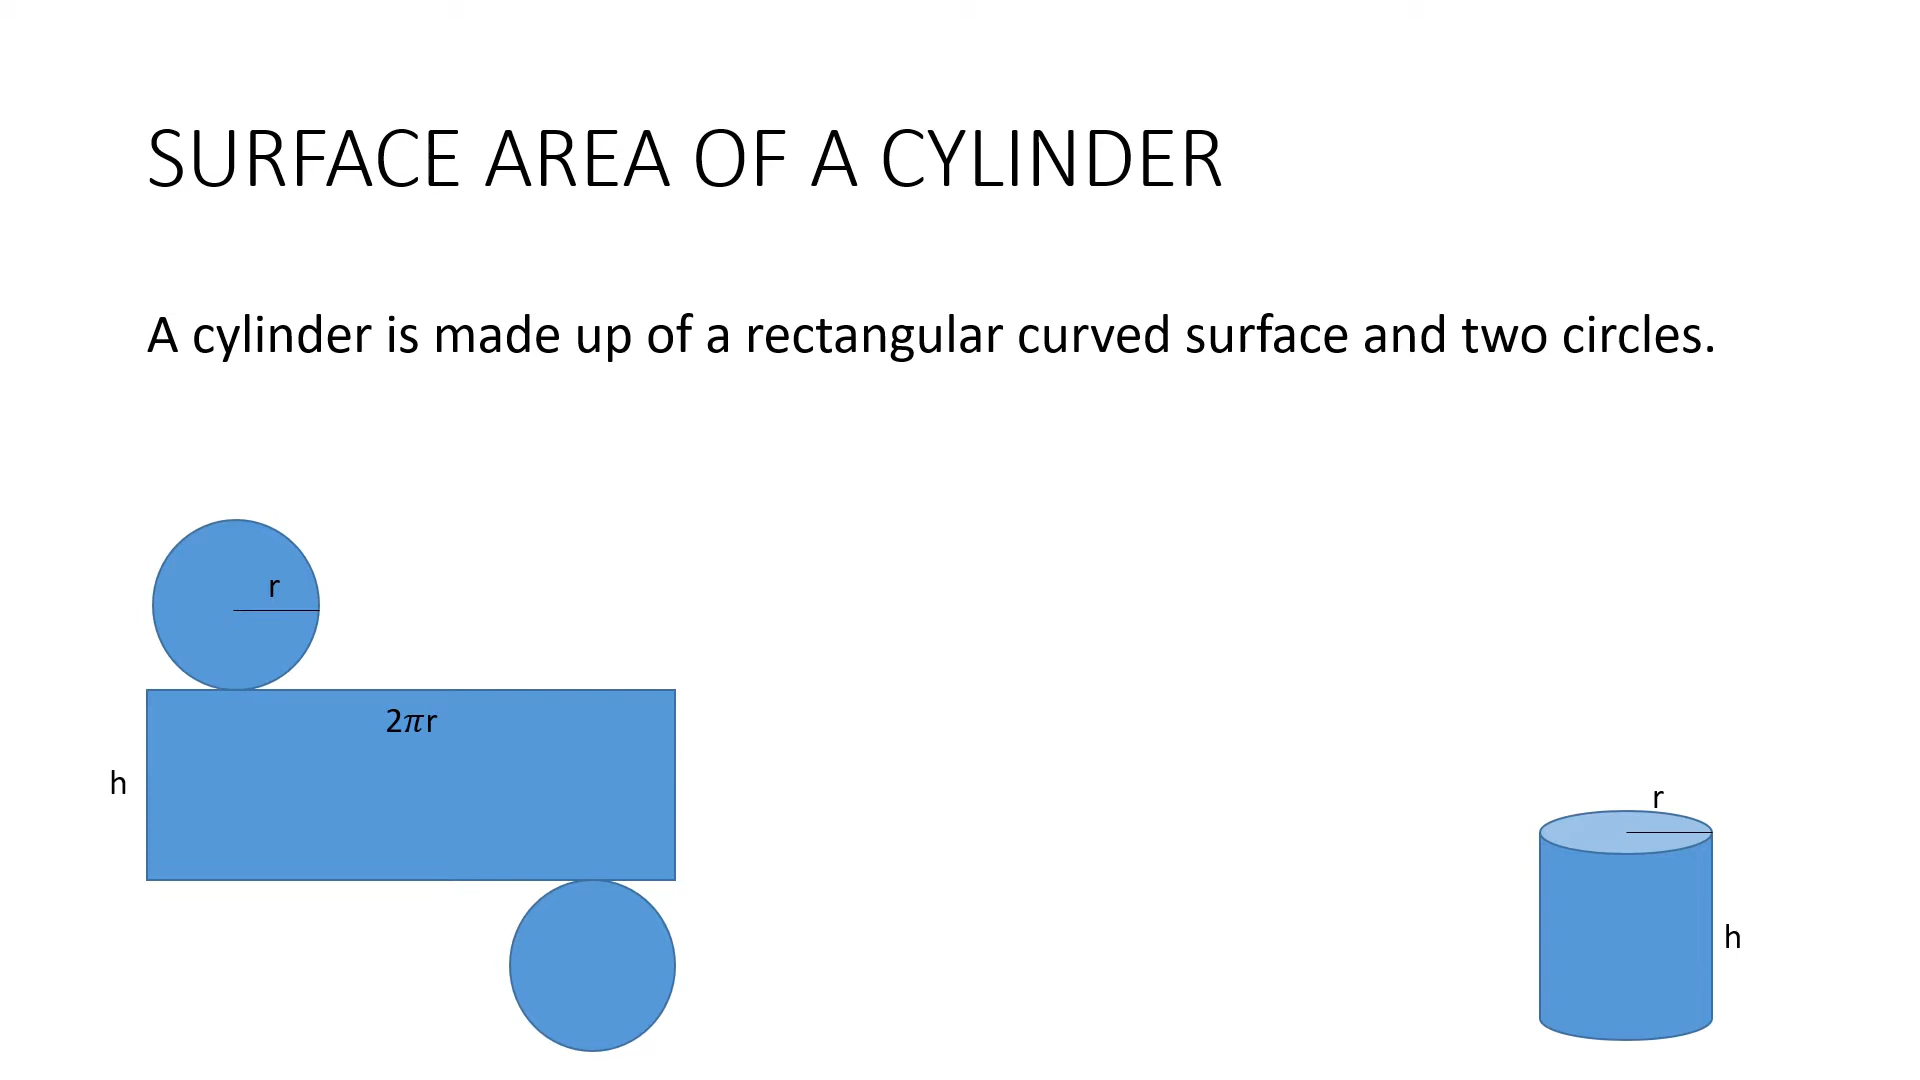 SURFACE AREA OF A CYLINDER
A cylinder is made up of a rectangular curved surface and two circles.
r
2𝜋r
h
r
h